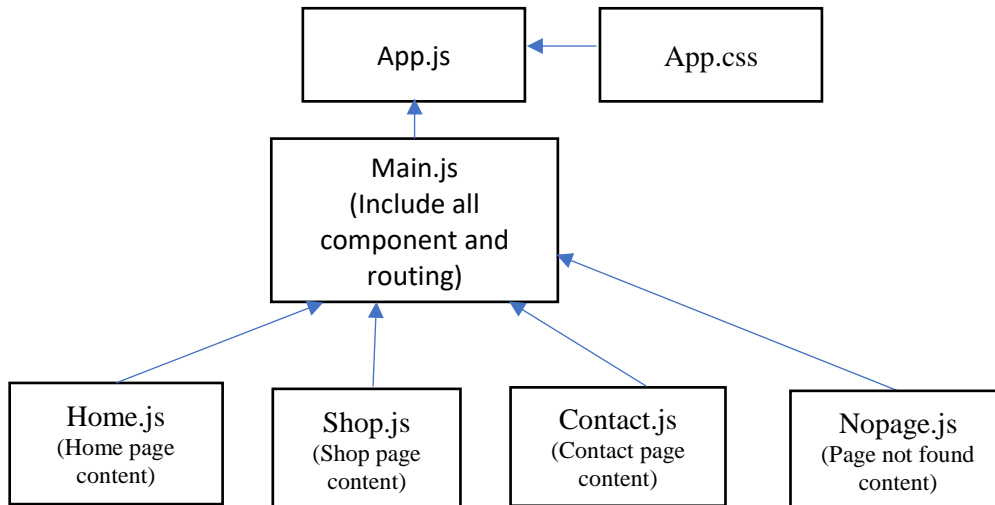 App.js
App.css
Main.js
(Include all
component and
routing)
Home.js
(Home page
content)
Shop.js
(Shop page
content)
Contact.js
(Contact page
content)
Nopage.js
(Page not found
content)